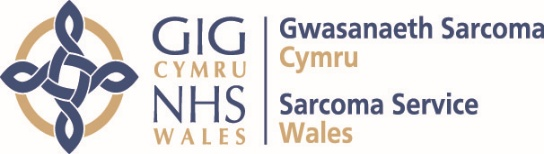 GIG
CYMRU
NHS
WALES
Gwasanaeth Sarcoma
Cymru
Sarcoma Service
Wales